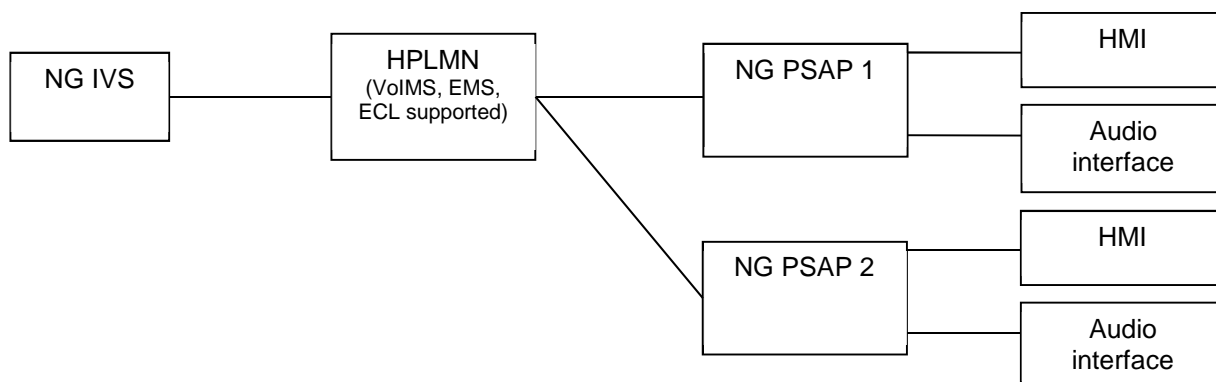 NG IVS
HPLMN
(VoIMS, EMS,
ECL supported)
NG PSAP 1
HMI
Audio
interface
NG PSAP 2
HMI
Audio
interface